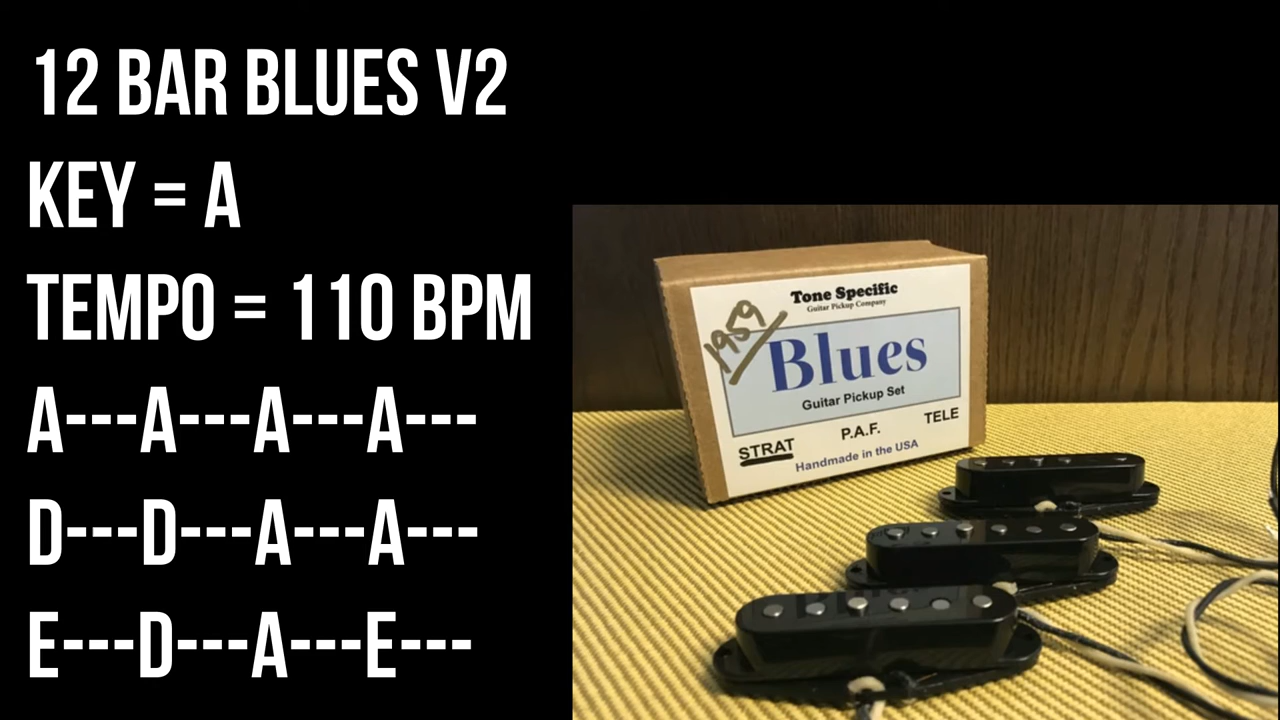 12 BAR BLUES V2
KEY = A
TEMPO = 110 BPM
A---A---A---A---
D---D---A---A---
E---D---A---E---
Tone Specific
Guitar Pickup Company
1959
Blues
Guitar Pickup Set
STRAT P.A.F. TELE
Handmade in the USA